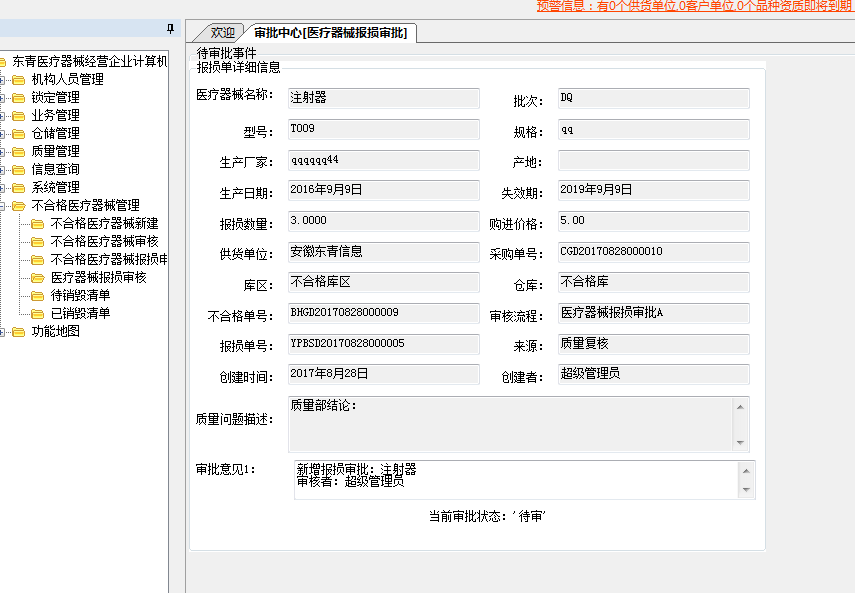 预警信息：有0个供货单位,0客户单位,0个品种资质即将到期
欢迎
审批中心[医疗器械报损审批]
东青医疗器械经营企业计算机
机构人员管理
锁定管理
业务管理
仓储管理
质量管理
信息查询
系统管理
不合格医疗器械管理
不合格医疗器械新建
不合格医疗器械审核
不合格医疗器械报损申
医疗器械报损审核
待销毁清单
已销毁清单
功能地图
待审批事件
报损单详细信息
医疗器械名称： 注射器 批次： DQ
型号： T009 规格： qq
生产厂家： qqqqqq44 产地：
生产日期： 2016年9月9日 失效期： 2019年9月9日
报损数量： 3.0000 购进价格： 5.00
供货单位： 安徽东青信息 采购单号： CGD20170828000010
库区： 不合格库区 仓库： 不合格库
不合格单号： BHGD20170828000009 审核流程： 医疗器械报损审批A
报损单号： YPBSD20170828000005 来源： 质量复核
创建时间： 2017年8月28日 创建者： 超级管理员
质量问题描述： 质量部结论：
审批意见1： 新增报损审批：注射器
审核者：超级管理员
当前审批状态：'待审'